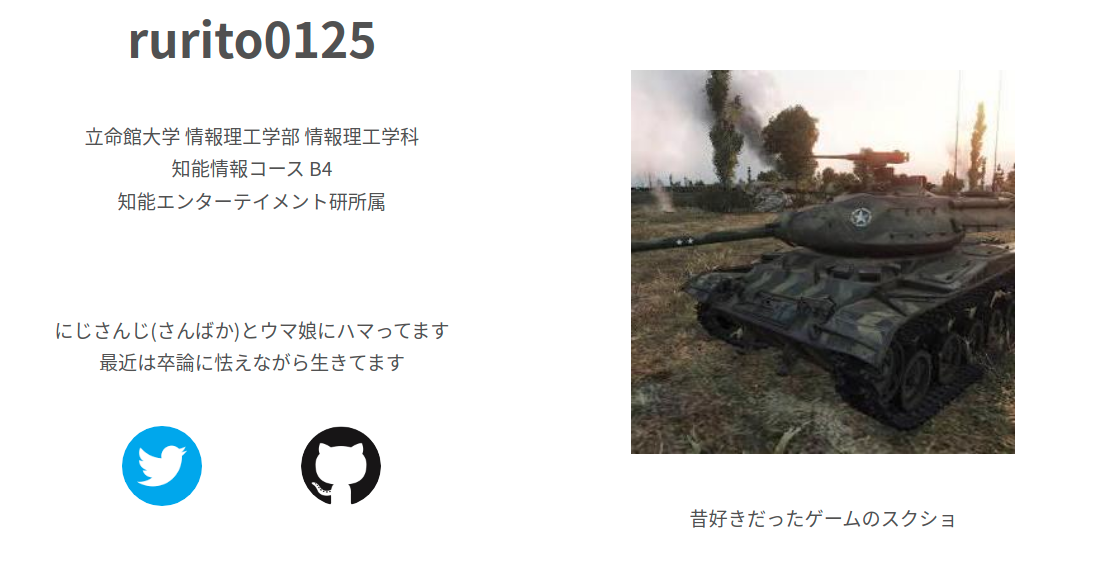 rurito0125
立命館大学 情報理工学部 情報理工学科
知能情報コース B4
知能エンターテイメント研所属
にじさんじ(さんばか)とウマ娘にハマってます
最近は卒論に怯えながら生きてます
昔好きだったゲームのスクショ